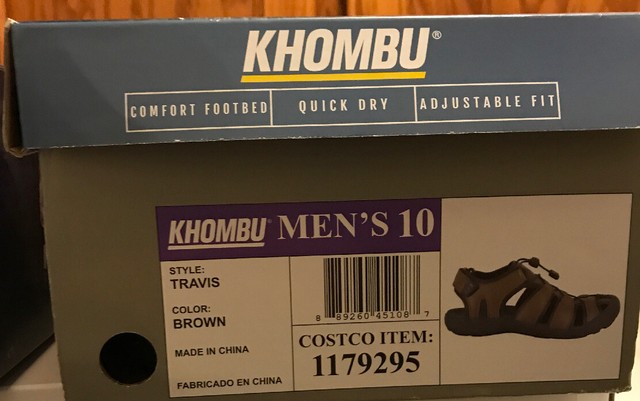 KHOMBU®
COMFORT FOOTBED QUICK DRY ADJUSTABLE FIT
KHOMBU MEN'S 10
STYLE:
TRAVIS
COLOR:
BROWN
MADE IN CHINA
FABRICADO EN CHINA
8 89260 45108 7
COSTCO ITEM:
1179295